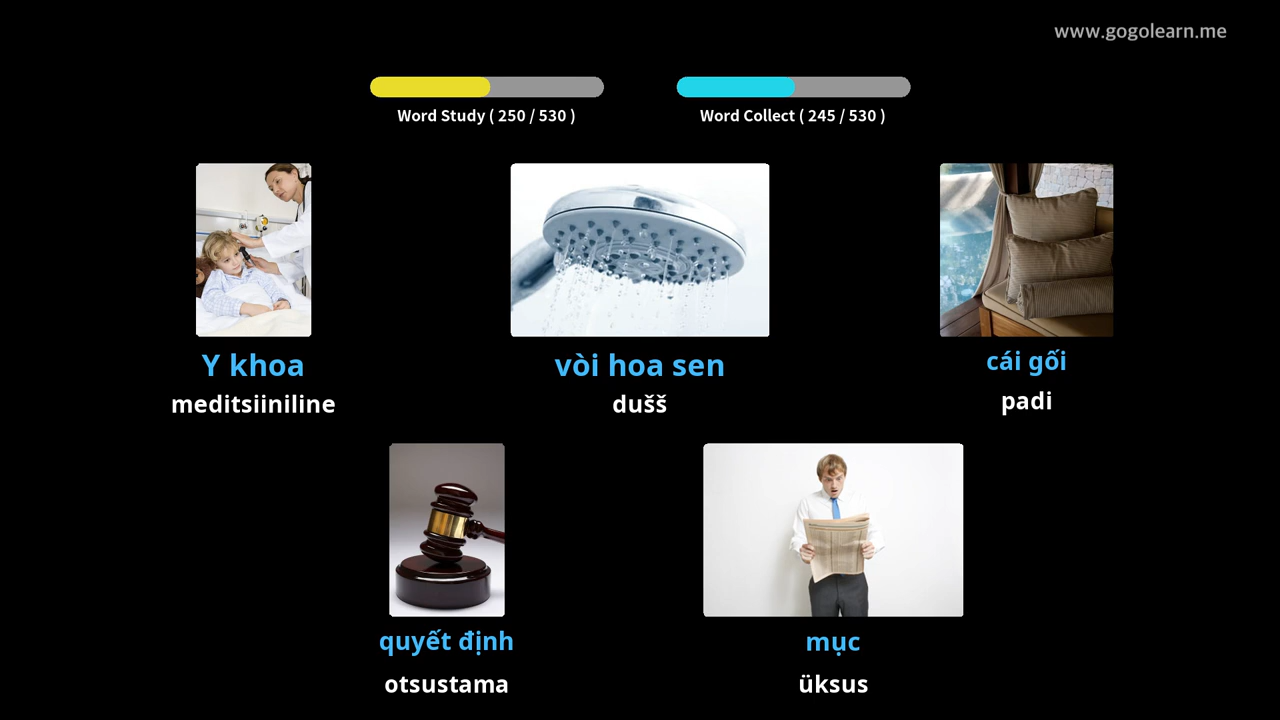 www.gogolearn.me
Word Study ( 250 / 530 )
Word Collect ( 245 / 530 )
Y khoa
meditsiiniline
vòi hoa sen
dušš
cái gối
padi
quyết định
otsustama
mục
üksus